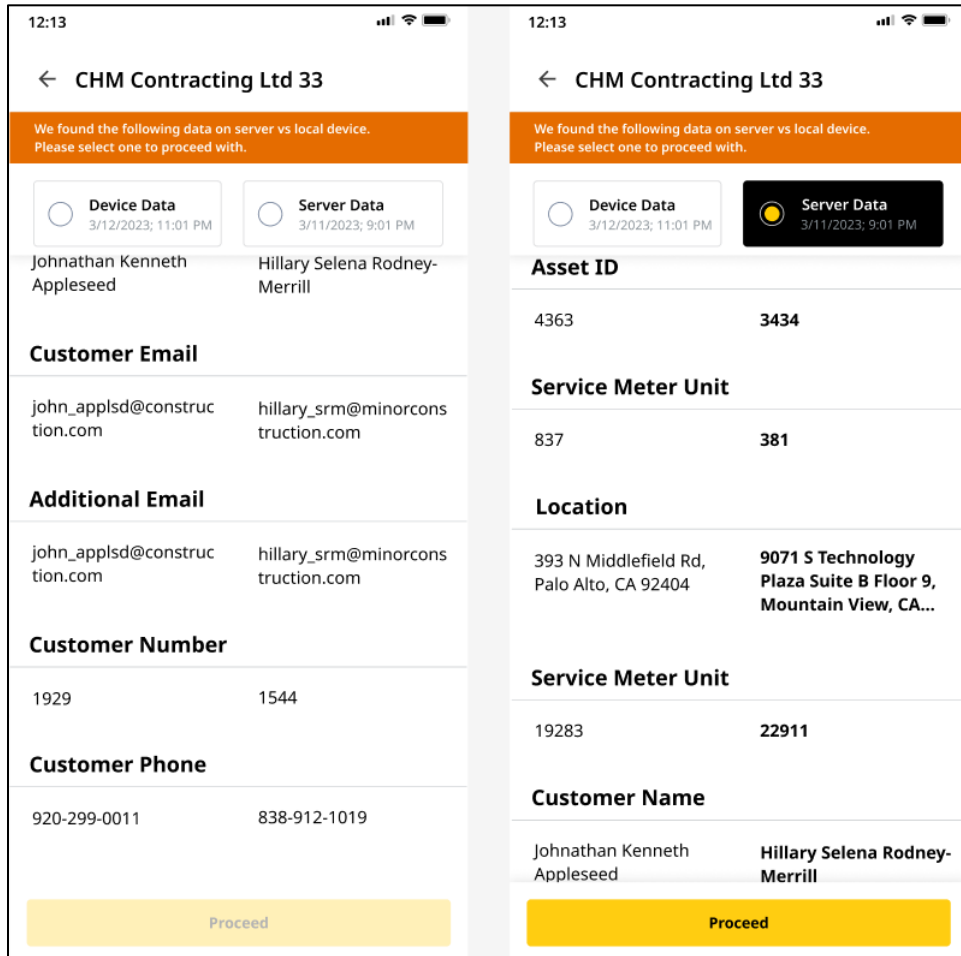 12:13
CHM Contracting Ltd 33
We found the following data on server vs local device.
Please select one to proceed with.
Device Data
3/12/2023; 11:01 PM
Server Data
3/11/2023; 9:01 PM
Johnathan Kenneth
Appleseed
Hillary Selena Rodney-
Merrill
Customer Email
john_applsd@construc
tion.com
hillary_srm@minorcons
truction.com
Additional Email
john_applsd@construc
tion.com
hillary_srm@minorcons
truction.com
Customer Number
1929
1544
Customer Phone
920-299-0011
838-912-1019
Proceed
12:13
CHM Contracting Ltd 33
We found the following data on server vs local device.
Please select one to proceed with.
Device Data
3/12/2023; 11:01 PM
Server Data
3/11/2023; 9:01 PM
Asset ID
4363
3434
Service Meter Unit
837
381
Location
393 N Middlefield Rd,
Palo Alto, CA 92404
9071 S Technology
Plaza Suite B Floor 9,
Mountain View, CA...
Service Meter Unit
19283
22911
Customer Name
Johnathan Kenneth
Appleseed
Hillary Selena Rodney-
Merrill
Proceed